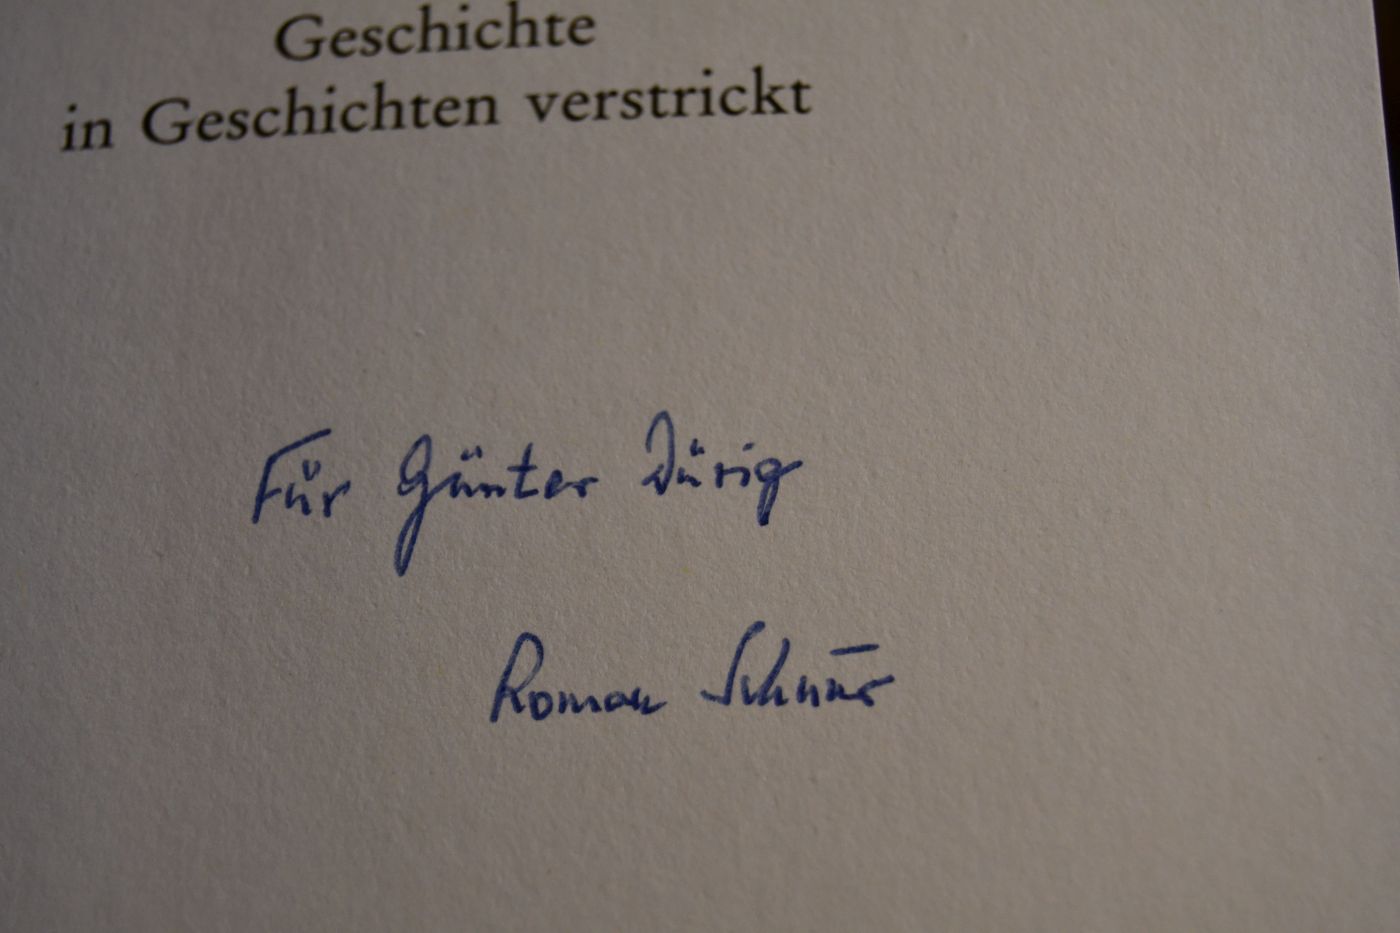 Geschichte
in Geschichten verstrickt
Für Günter Dürig
Roman Schnur